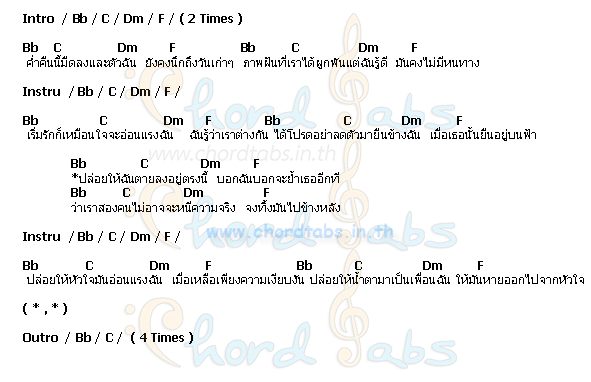 Intro / Bb / C / Dm / F / ( 2 Times )
Bb C Dm F Bb C Dm F
ค่ำคืนนี้มืดลงและตัวฉัน ยังคงนึกถึงวันเก่าๆ ภาพฝันที่เราได้ผูกพันแต่ฉันรู้ดี มันคงไม่มีหนทาง
Instru / Bb / C / Dm / F /
Bb C Dm F Bb C Dm F
เริ่มรักก็เหมือนใจจะอ่อนแรงฉัน ฉันรู้ว่าเราต่างกัน ได้โปรดอย่าลดตัวมายืนข้างฉัน เมื่อเธอนั้นยืนอยู่บนฟ้า
www.chordtabs.in.th
Bb C Dm F
*ปล่อยให้ฉันตายลงอยู่ตรงนี้ บอกฉันบอกจะย้ำเธออีกที
Bb C Dm F
ว่าเราสองคนไม่อาจจะหนีความจริง จงทิ้งมันไปข้างหลัง
www.chordtabs.in.th
Instru / Bb / C / Dm / F /
Bb C Dm F Bb C Dm F
ปล่อยให้หัวใจมันอ่อนแรงฉัน เมื่อเหลือเพียงความเงียบงัน ปล่อยให้น้ำตามาเป็นเพื่อนฉัน ให้มันหายออกไปจากหัวใจ
( * , * )
Outro / Bb / C / ( 4 Times )